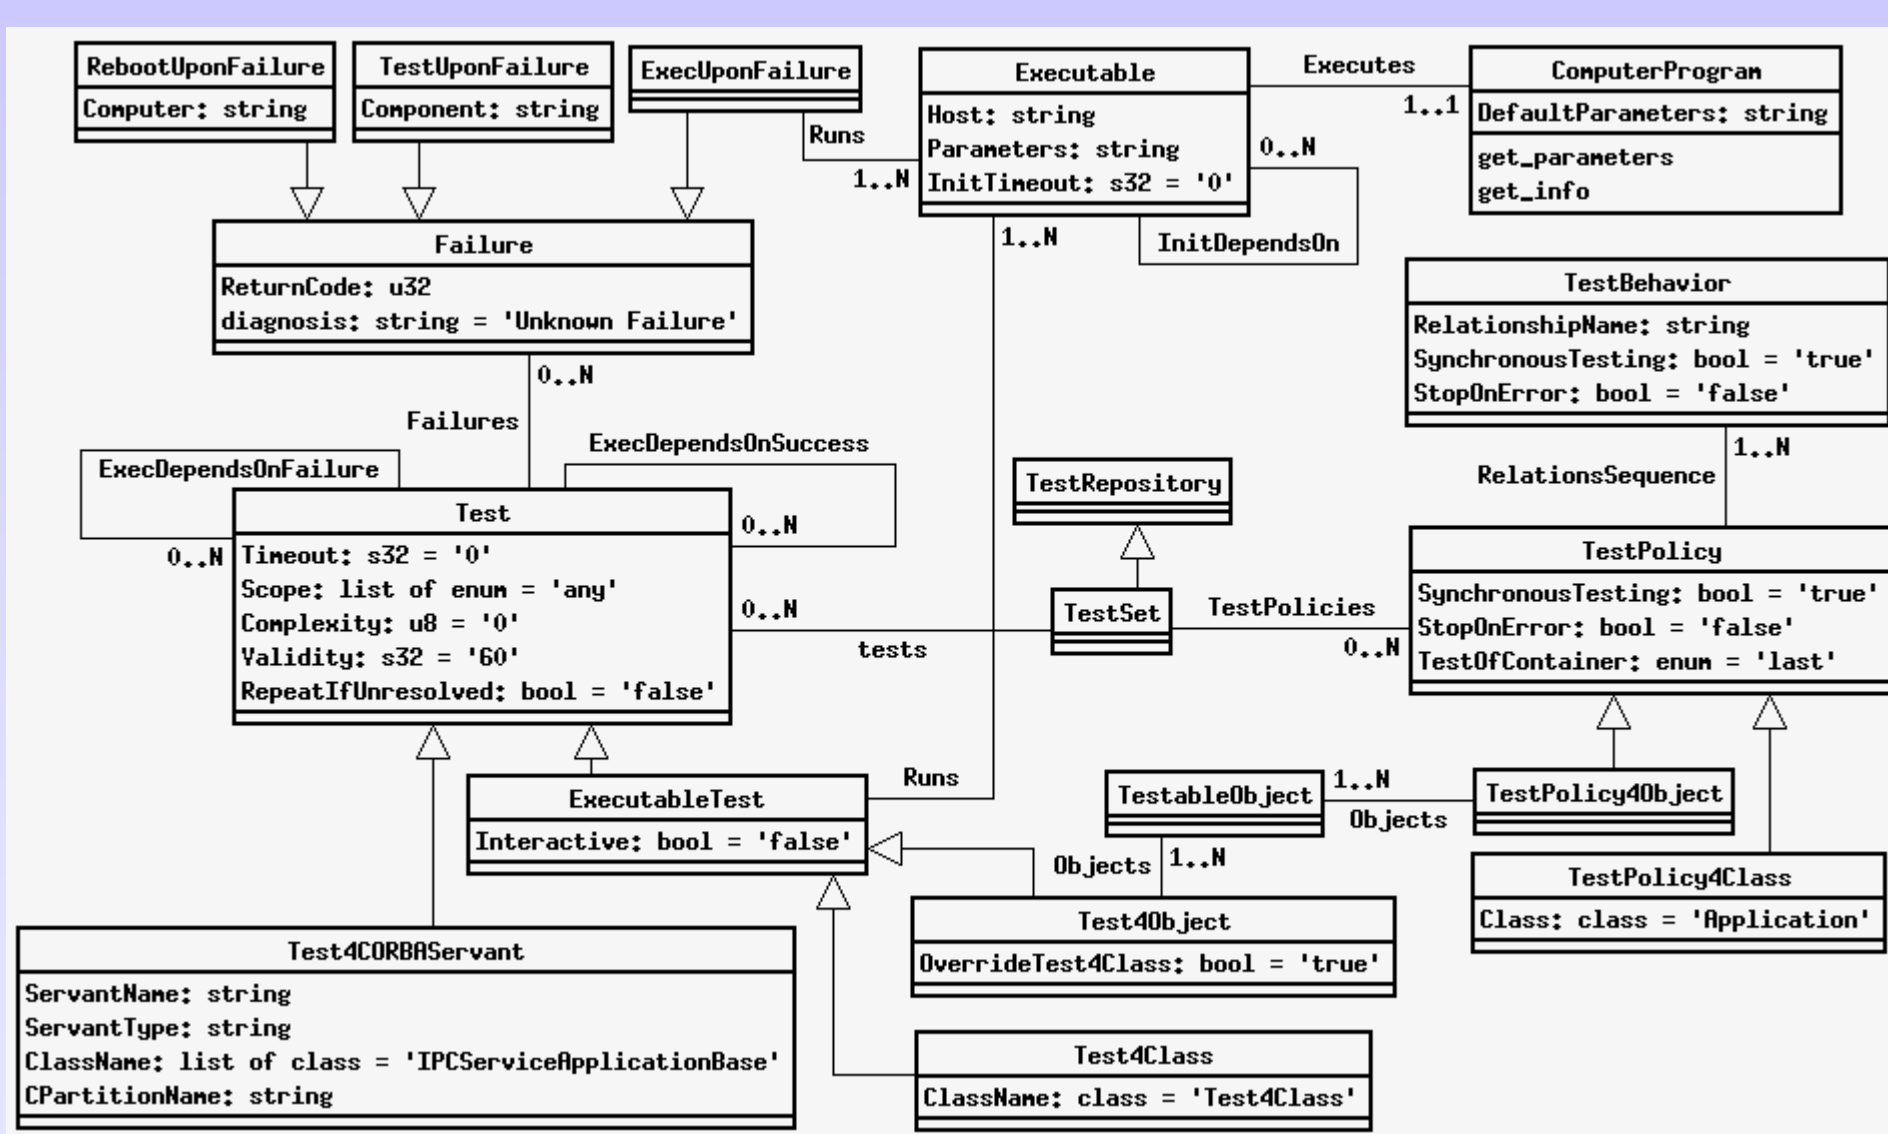 RebootUponFailure
Computer: string
TestUponFailure
Component: string
ExecUponFailure
Runs
1..N
Executable
Host: string
Parameters: string
InitTimeout: s32 = '0'
Executes
1..1
0..N
InitDependsOn
1..N
ComputerProgram
DefaultParameters: string
get_parameters
get_info
Failure
ReturnCode: u32
diagnosis: string = 'Unknown Failure'
0..N
Failures
TestBehavior
RelationshipName: string
SynchronousTesting: bool = 'true'
StopOnError: bool = 'false'
1..N
RelationsSequence
ExecDependsOnFailure
0..N
ExecDependsOnSuccess
0..N
Test
Timeout: s32 = '0'
Scope: list of enum = 'any'
Complexity: u8 = '0'
Validity: s32 = '60'
RepeatIfUnresolved: bool = 'false'
0..N
tests
TestRepository
TestSet
TestPolicies
0..N
TestPolicy
SynchronousTesting: bool = 'true'
StopOnError: bool = 'false'
TestOfContainer: enum = 'last'
ExecutableTest
Interactive: bool = 'false'
Runs
TestableObject
1..N
Objects
TestPolicy4Object
Objects
1..N
TestPolicy4Class
Class: class = 'Application'
Test4Object
OverrideTest4Class: bool = 'true'
Test4CORBAServant
ServantName: string
ServantType: string
ClassName: list of class = 'IPCServiceApplicationBase'
CPartitionName: string
Test4Class
ClassName: class = 'Test4Class'